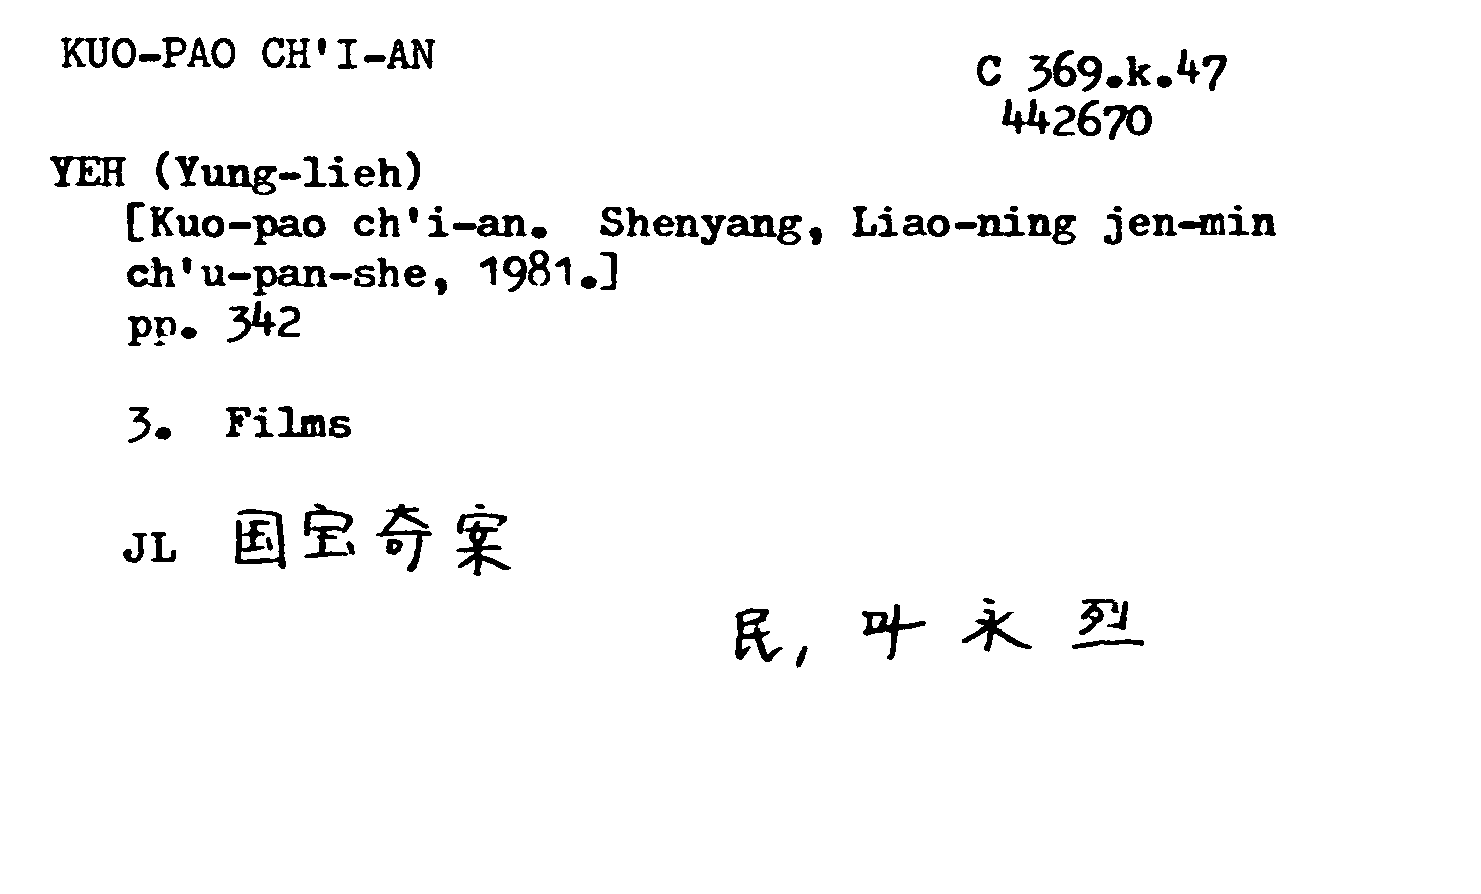 KUO-PAO CH'I-AN
C 369.k.47
442670
YEH (Yung-lieh)
[Kuo-pao ch'i-an. Shenyang, Liao-ning jen-min
ch'u-pan-she, 1981.]
pp. 342
3. Films
JL 国宝奇案
民, 叶永烈